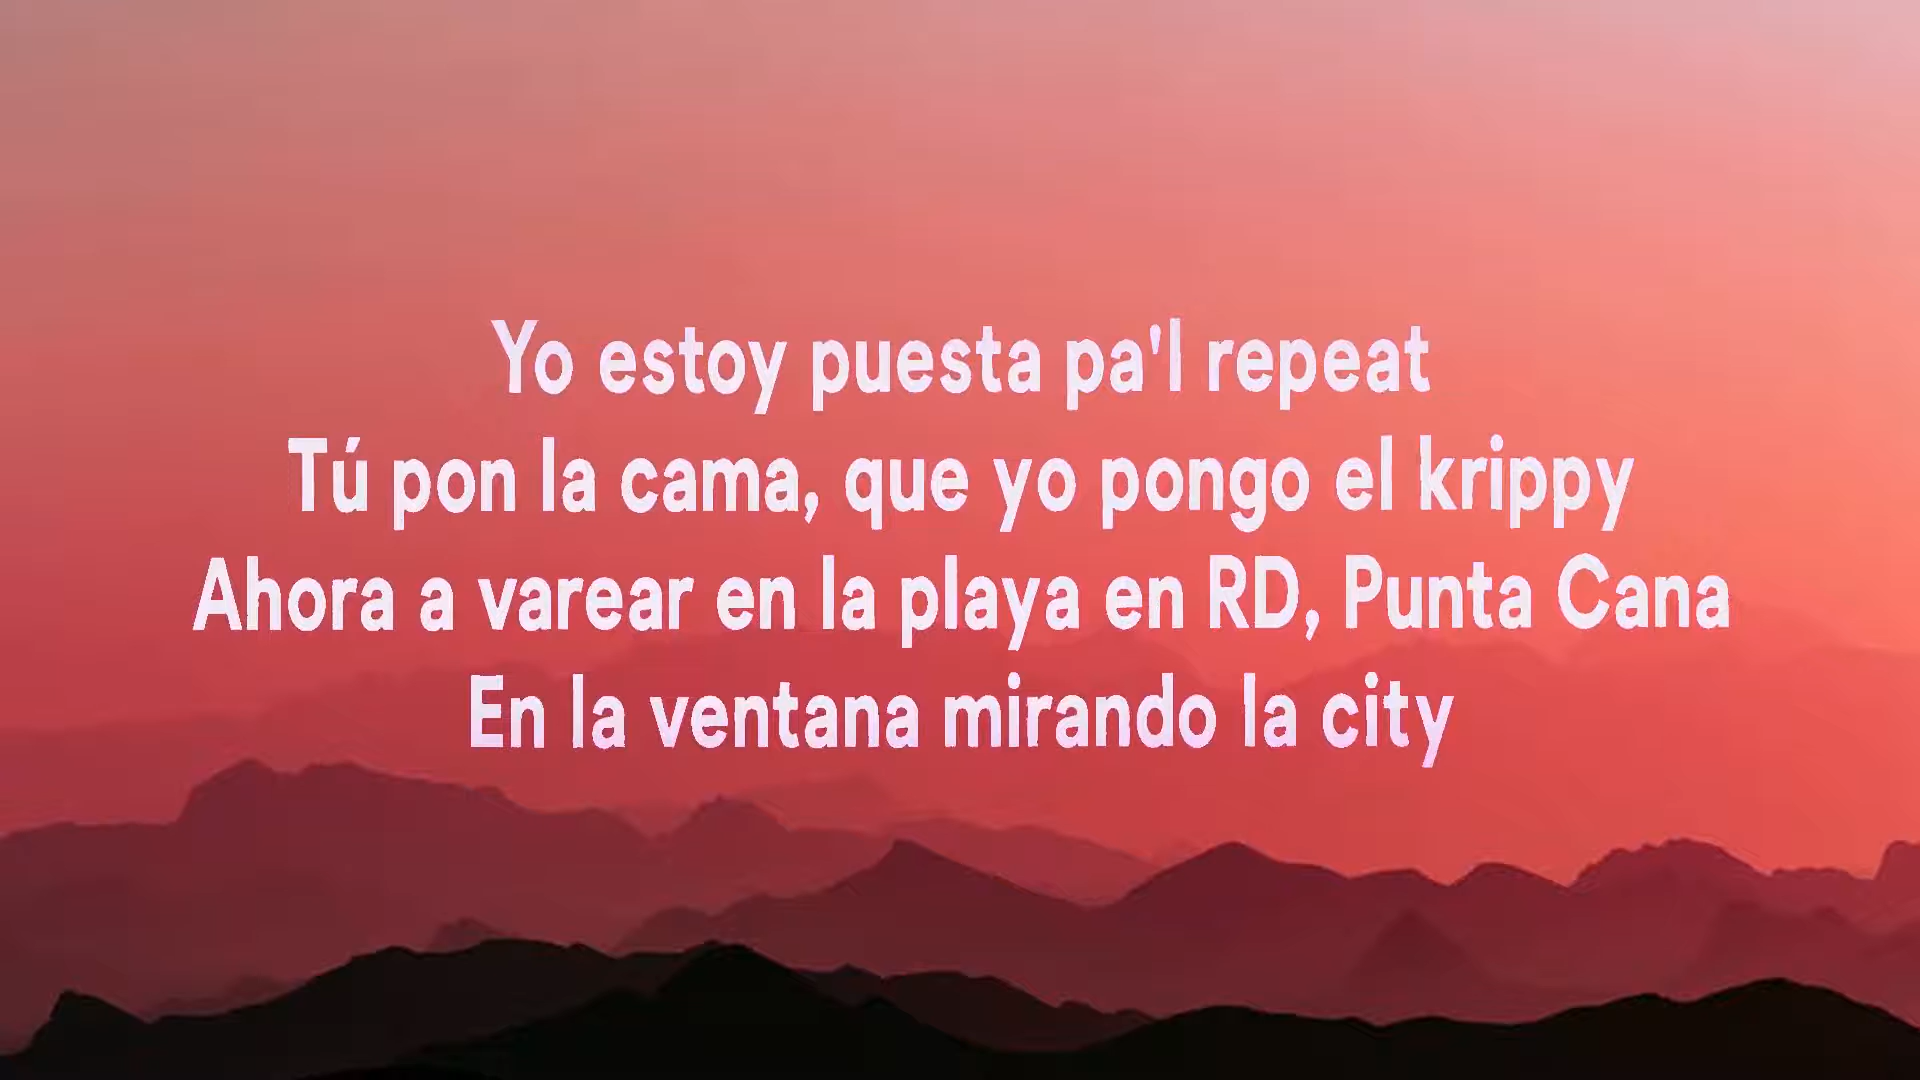 Yo estoy puesta pa'l repeat
Tú pon la cama, que yo pongo el krippy
Ahora a varear en la playa en RD, Punta Cana
En la ventana mirando la city